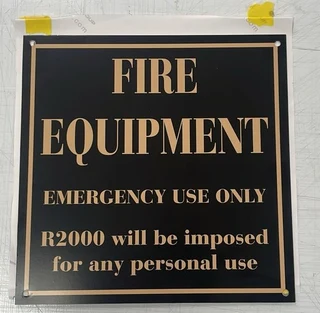 FIRE
EQUIPMENT
EMERGENCY USE ONLY
R2000 will be imposed
for any personal use